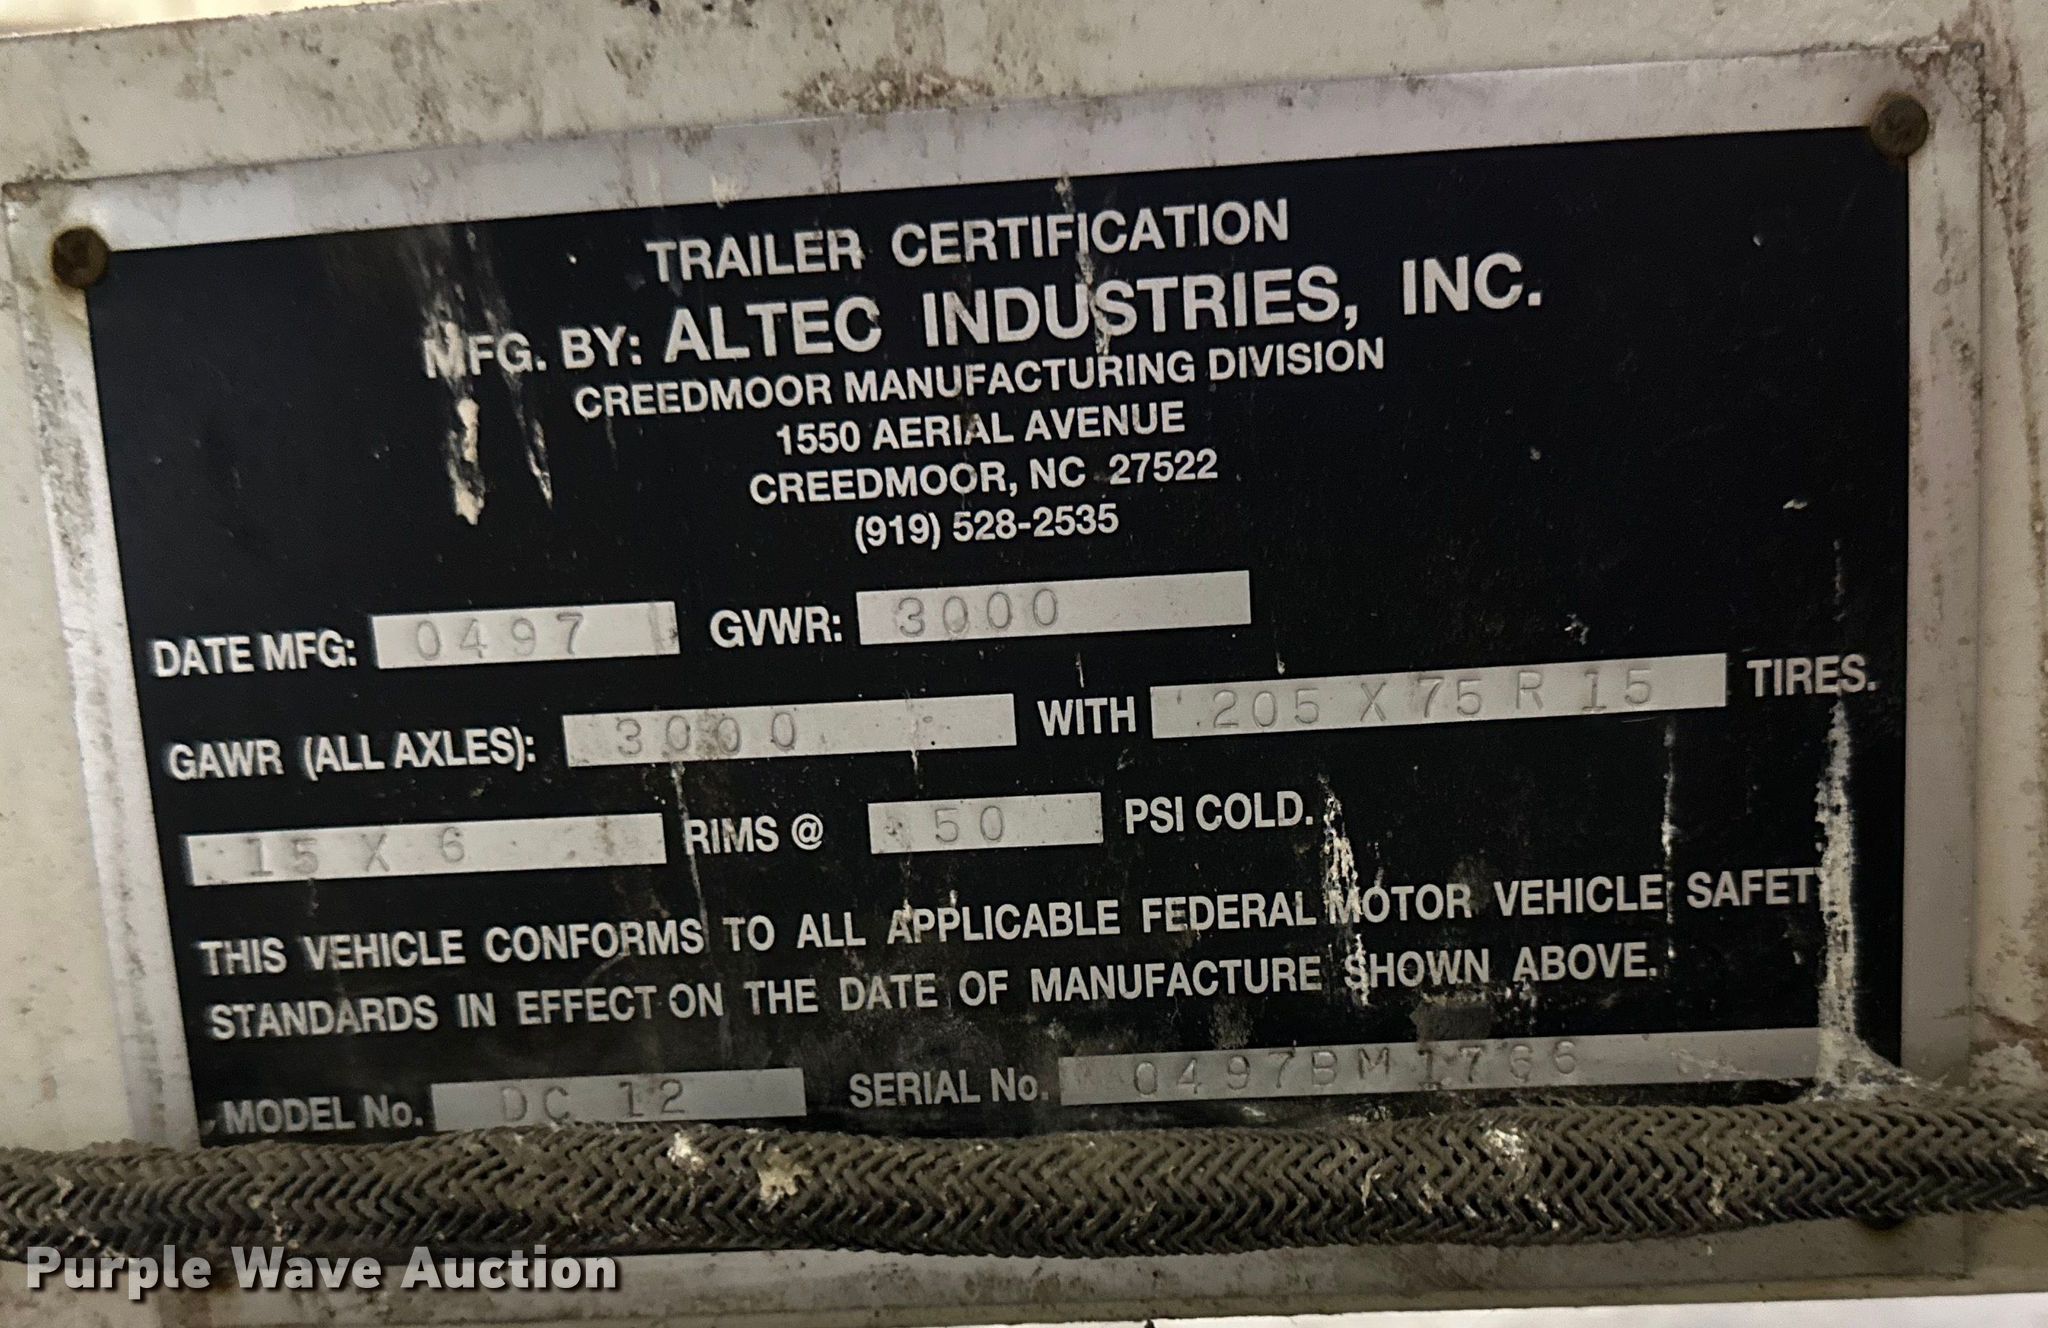 TRAILER CERTIFICATION
MFG. BY: ALTEC INDUSTRIES, INC.
CREEDMOOR MANUFACTURING DIVISION
1550 AERIAL AVENUE
CREEDMOOR, NC 27522
(919) 528-2535
DATE MFG: 0497 GVWR: 3000
GAWR (ALL AXLES): 3000 WITH 205 X 75 R 15 TIRES.
15 X 6 RIMS @ 50 PSI COLD.
THIS VEHICLE CONFORMS TO ALL APPLICABLE FEDERAL MOTOR VEHICLE SAFETY
STANDARDS IN EFFECT ON THE DATE OF MANUFACTURE SHOWN ABOVE.
MODEL No. DC 12 SERIAL No. 0497BM1766
Purple Wave Auction